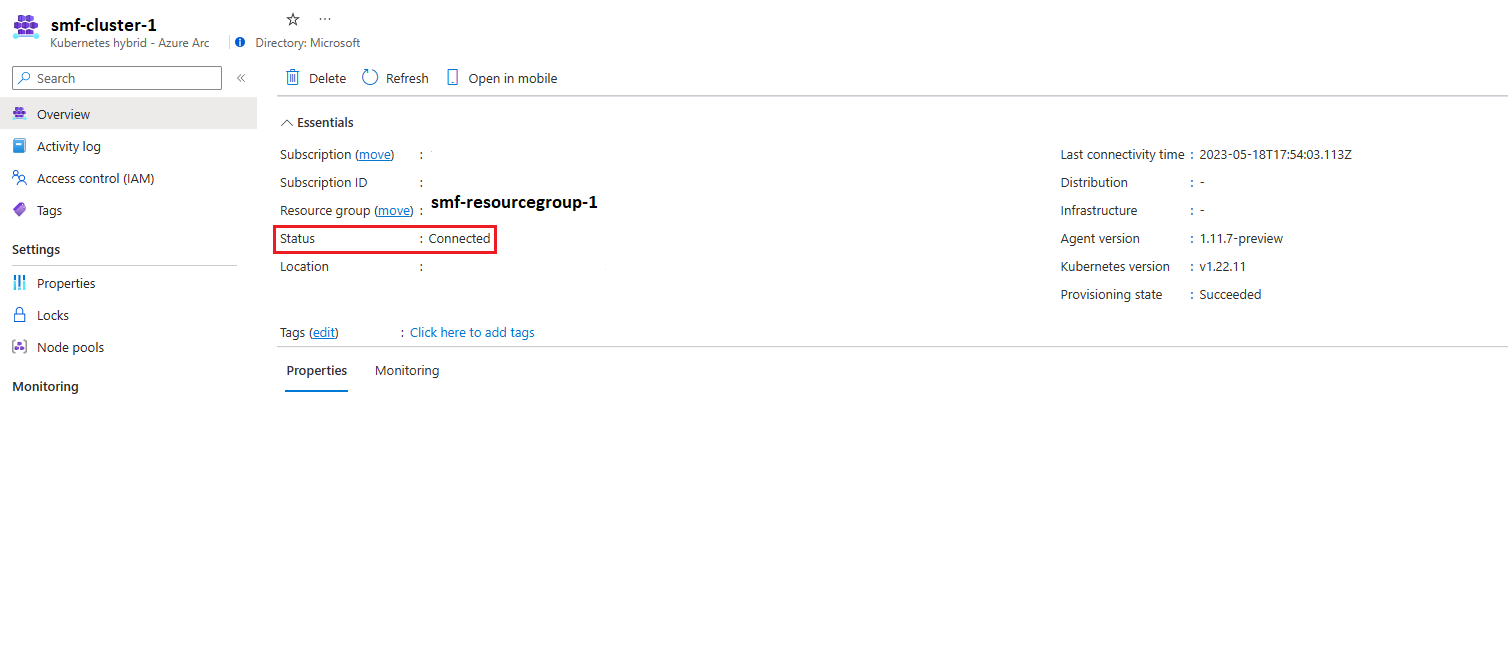 smf-cluster-1
Kubernetes hybrid - Azure Arc
Directory: Microsoft
Search
Overview
Activity log
Access control (IAM)
Tags
Settings
Properties
Locks
Node pools
Monitoring
Delete Refresh Open in mobile
Essentials
Subscription (move) :
Subscription ID :
Resource group (move) : smf-resourcegroup-1
Status : Connected
Location :
Last connectivity time : 2023-05-18T17:54:03.113Z
Distribution : -
Infrastructure : -
Agent version : 1.11.7-preview
Kubernetes version : v1.22.11
Provisioning state : Succeeded
Tags (edit) : Click here to add tags
Properties Monitoring